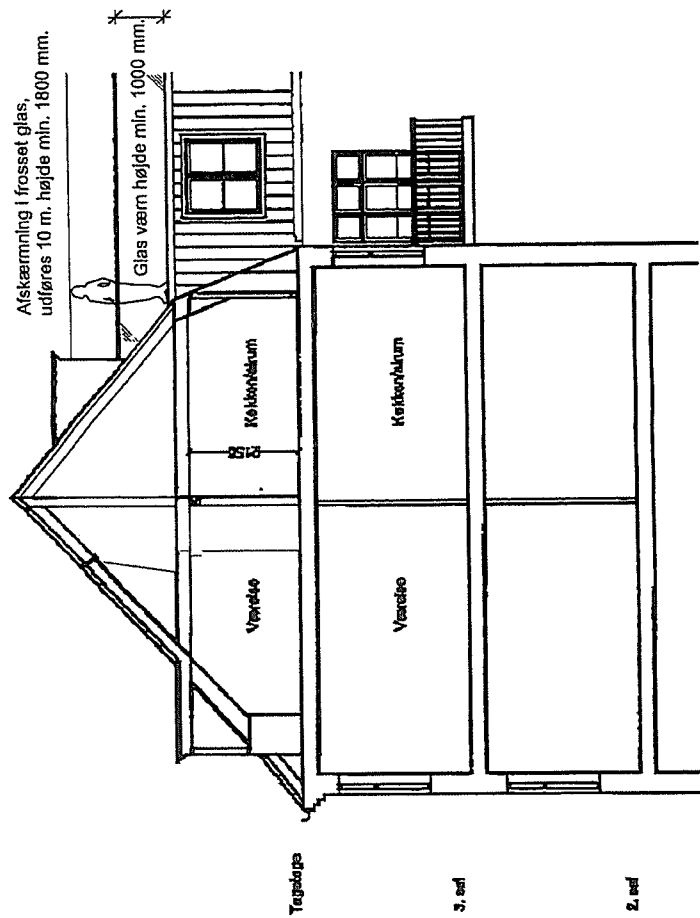 Afskærmning i frosset glas,
udføres 10 m. højde min. 1800 mm.
Glas værn højde min. 1000 mm.
Værelse
Køkken/alrum
Værelse
Køkken/alrum
Tagetage
3. sal
2. sal